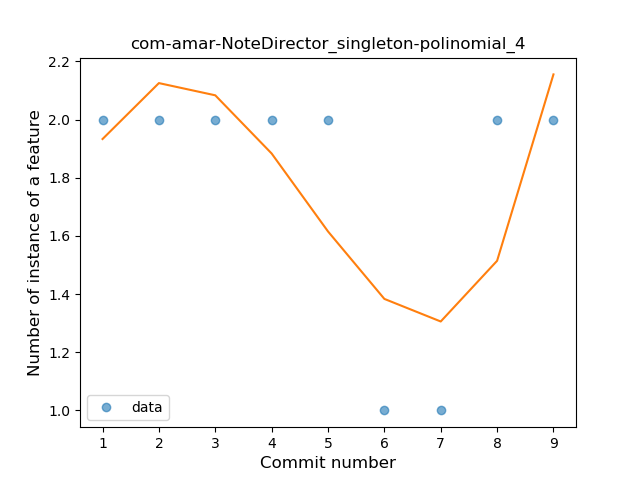 com-amar-NoteDirector_singleton-polinomial_4
Number of instance of a feature
2.2
2.0
1.8
1.6
1.4
1.2
1.0
data
1 2 3 4 5 6 7 8 9
Commit number